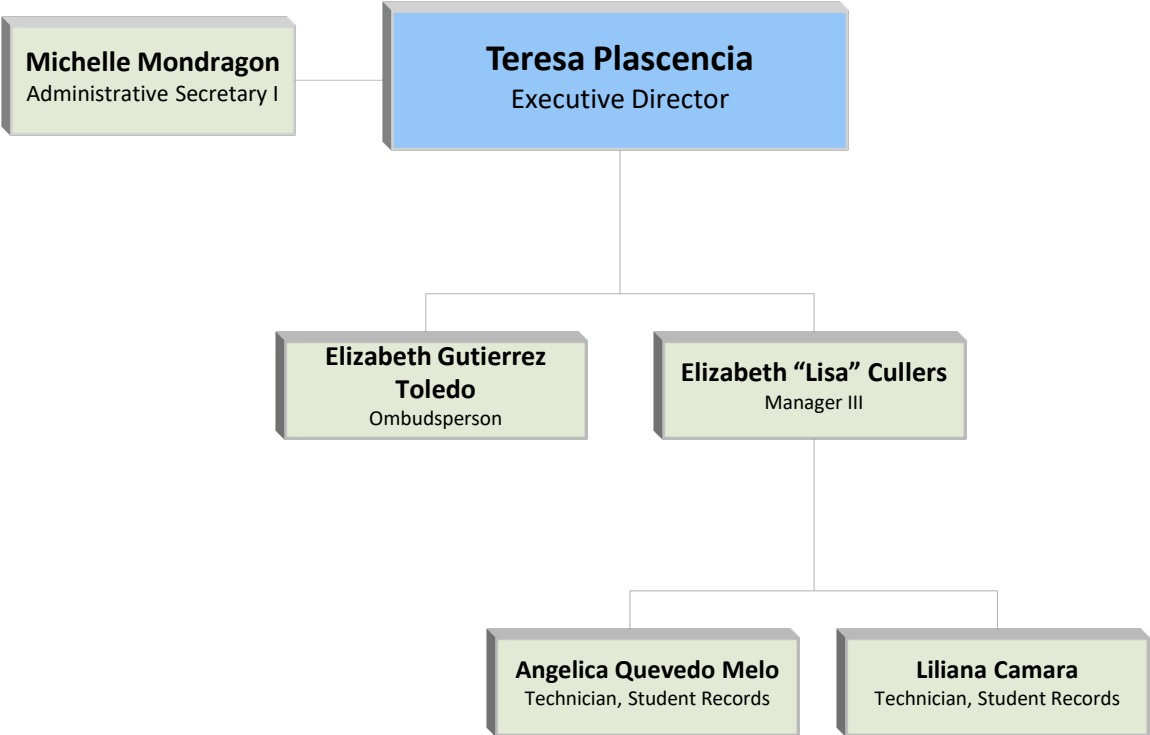 Michelle Mondragon
Administrative Secretary I
Teresa Plascencia
Executive Director
Elizabeth Gutierrez
Toledo
Ombudsperson
Elizabeth “Lisa” Cullers
Manager III
Angelica Quevedo Melo
Technician, Student Records
Liliana Camara
Technician, Student Records